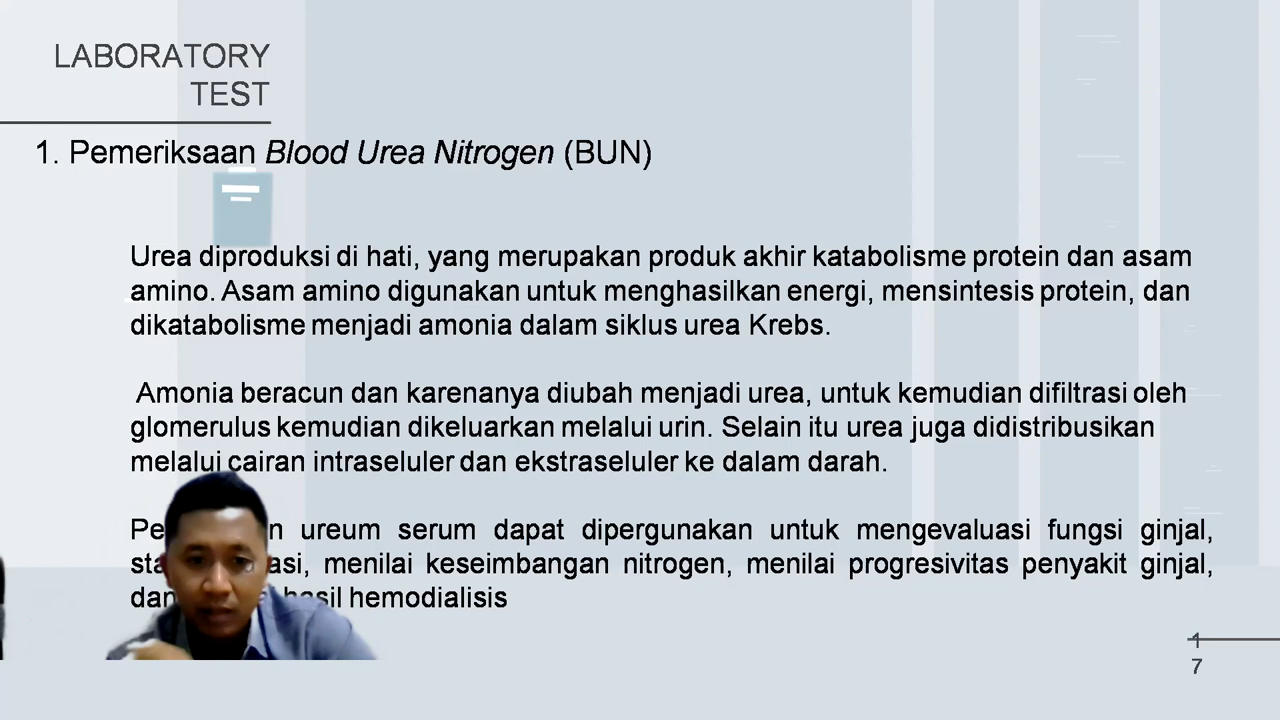 LABORATORY
TEST
1. Pemeriksaan Blood Urea Nitrogen (BUN)
Urea diproduksi di hati, yang merupakan produk akhir katabolisme protein dan asam
amino. Asam amino digunakan untuk menghasilkan energi, mensintesis protein, dan
dikatabolisme menjadi amonia dalam siklus urea Krebs.
Amonia beracun dan karenanya diubah menjadi urea, untuk kemudian difiltrasi oleh
glomerulus kemudian dikeluarkan melalui urin. Selain itu urea juga didistribusikan
melalui cairan intraseluler dan ekstraseluler ke dalam darah.
ureum serum dapat dipergunakan untuk mengevaluasi fungsi ginjal,
menilai keseimbangan nitrogen, menilai progresivitas penyakit ginjal,
dan hasil hemodialisis
1
7